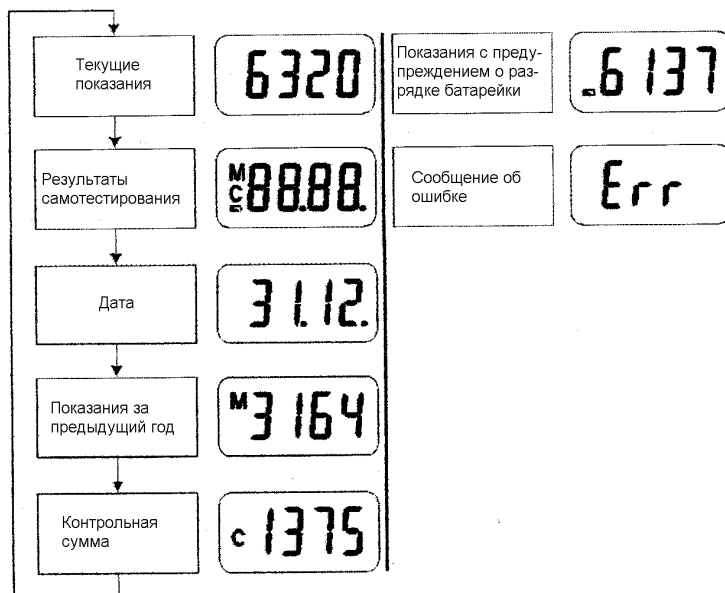 Текущие
показания
6320
Результаты
самотестирования
М
С
88.88.
Дата
31.12.
Показания за
предыдущий год
М 3164
Контрольная
сумма
С 1375
Показания с преду-
преждением о раз-
рядке батарейки
6137
Сообщение об
ошибке
Err